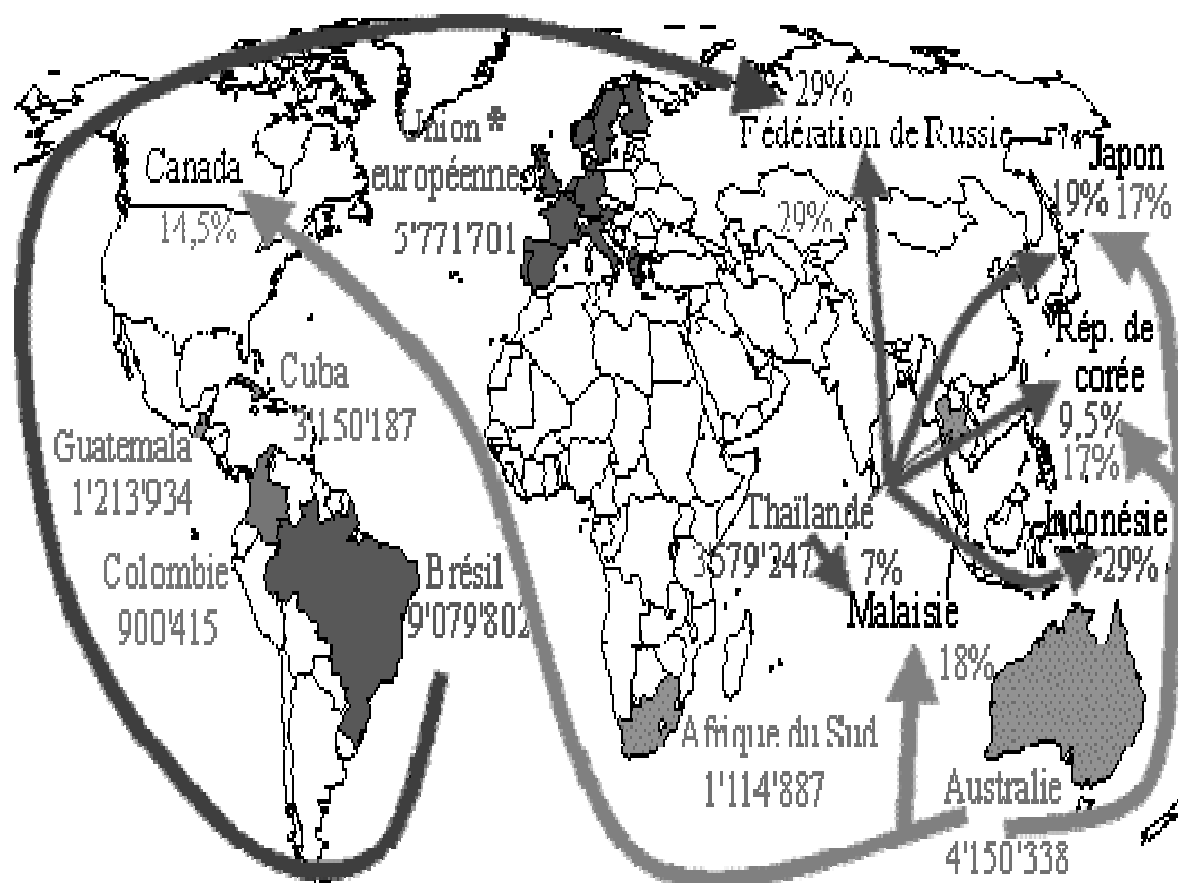 29%
Fédération de Russie
Union *
européenne
5'771'701
Canada
14,5%
Japon
19% 17%
29%
Rép. de
corée
9,5%
17%
Cuba
3'150'187
Guatemala
1'213'934
Thaïlande
3'579'247
Indonésie
29%
7%
Malaisie
18%
Colombie
900'415
Brésil
9'079'802
Afrique du Sud
1'114'887
Australie
4'150'338